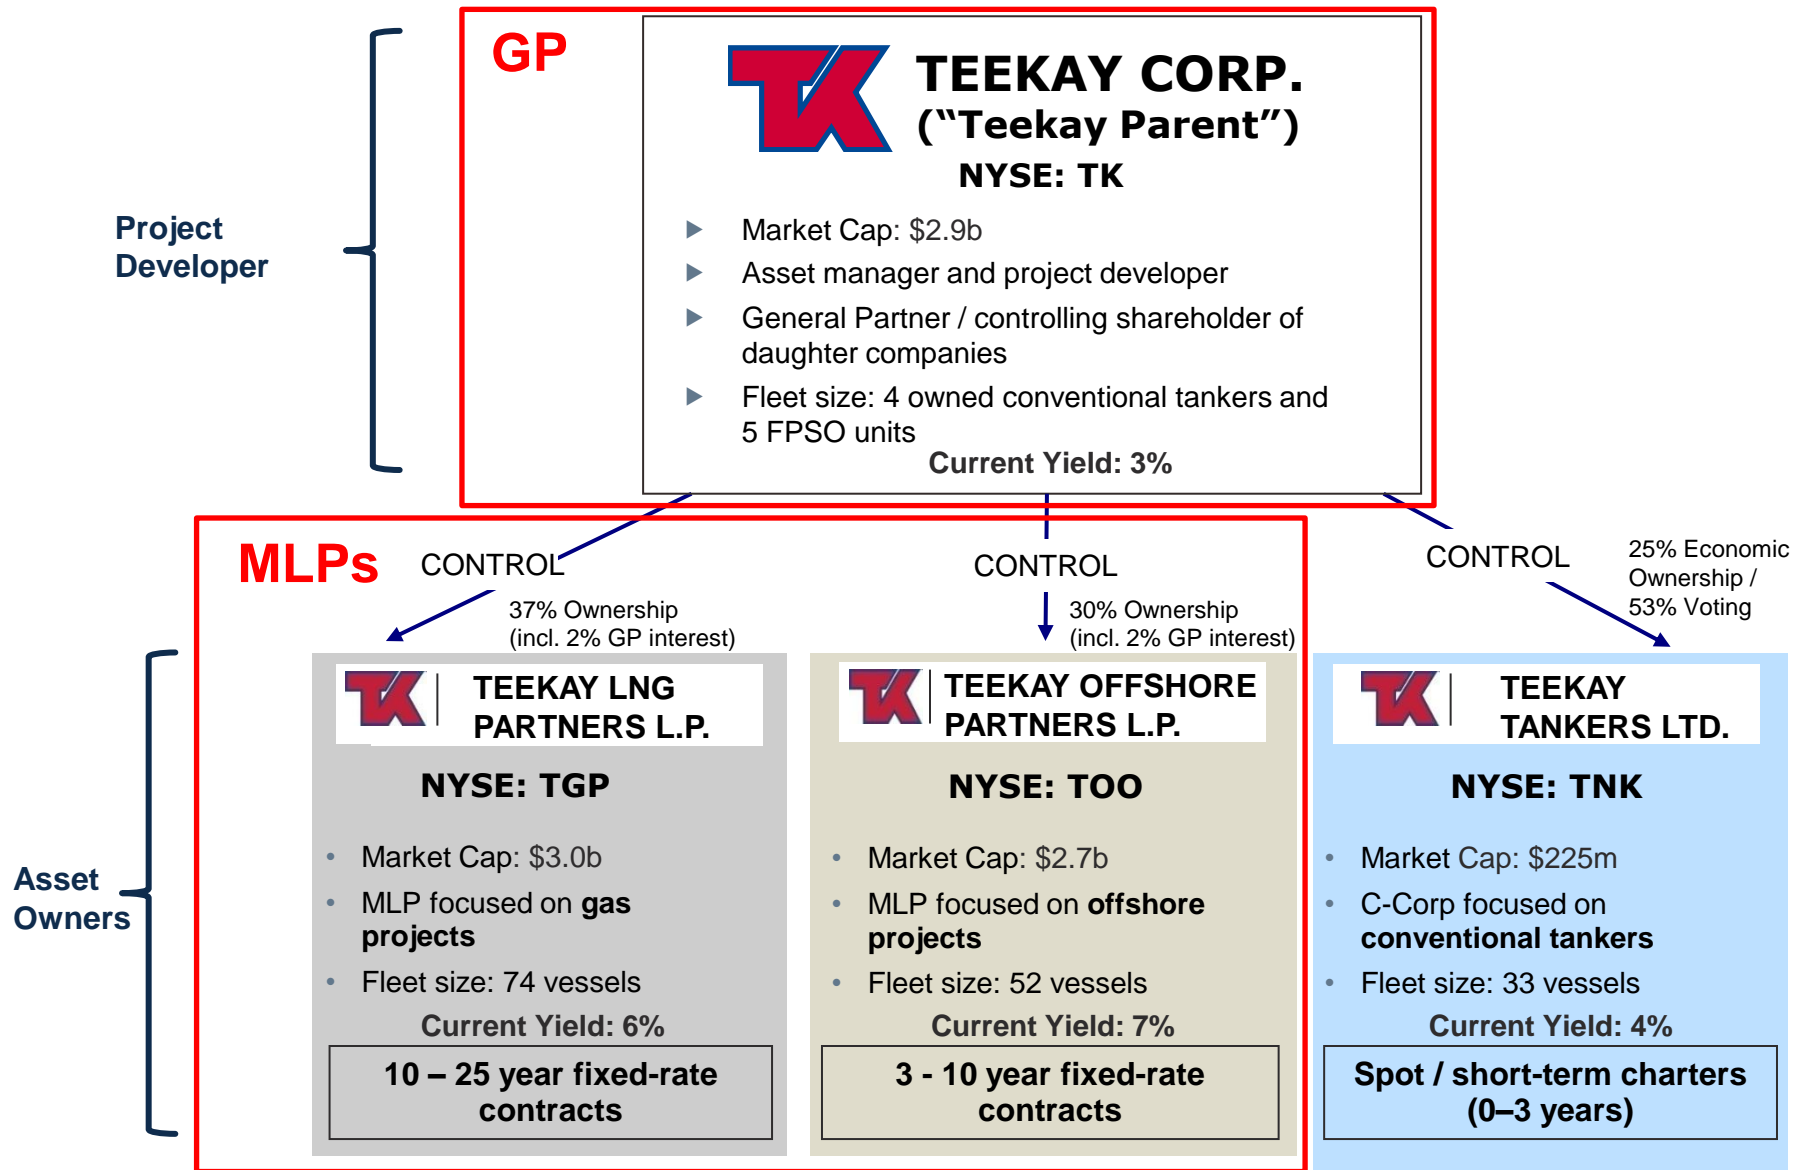 GP
TK
TEEKAY CORP.
(“Teekay Parent”)
NYSE: TK
Project
Developer
Market Cap: $2.9b
Asset manager and project developer
General Partner / controlling shareholder of
daughter companies
Fleet size: 4 owned conventional tankers and
5 FPSO units
Current Yield: 3%
MLPs
CONTROL
37% Ownership
(incl. 2% GP interest)
CONTROL
30% Ownership
(incl. 2% GP interest)
CONTROL
25% Economic
Ownership /
53% Voting
Asset
Owners
TK
TEEKAY LNG
PARTNERS L.P.
NYSE: TGP
• Market Cap: $3.0b
• MLP focused on gas
projects
• Fleet size: 74 vessels
Current Yield: 6%
10 – 25 year fixed-rate
contracts
TK
TEEKAY OFFSHORE
PARTNERS L.P.
NYSE: TOO
• Market Cap: $2.7b
• MLP focused on offshore
projects
• Fleet size: 52 vessels
Current Yield: 7%
3 - 10 year fixed-rate
contracts
TK
TEEKAY
TANKERS LTD.
NYSE: TNK
• Market Cap: $225m
• C-Corp focused on
conventional tankers
• Fleet size: 33 vessels
Current Yield: 4%
Spot / short-term charters
(0–3 years)